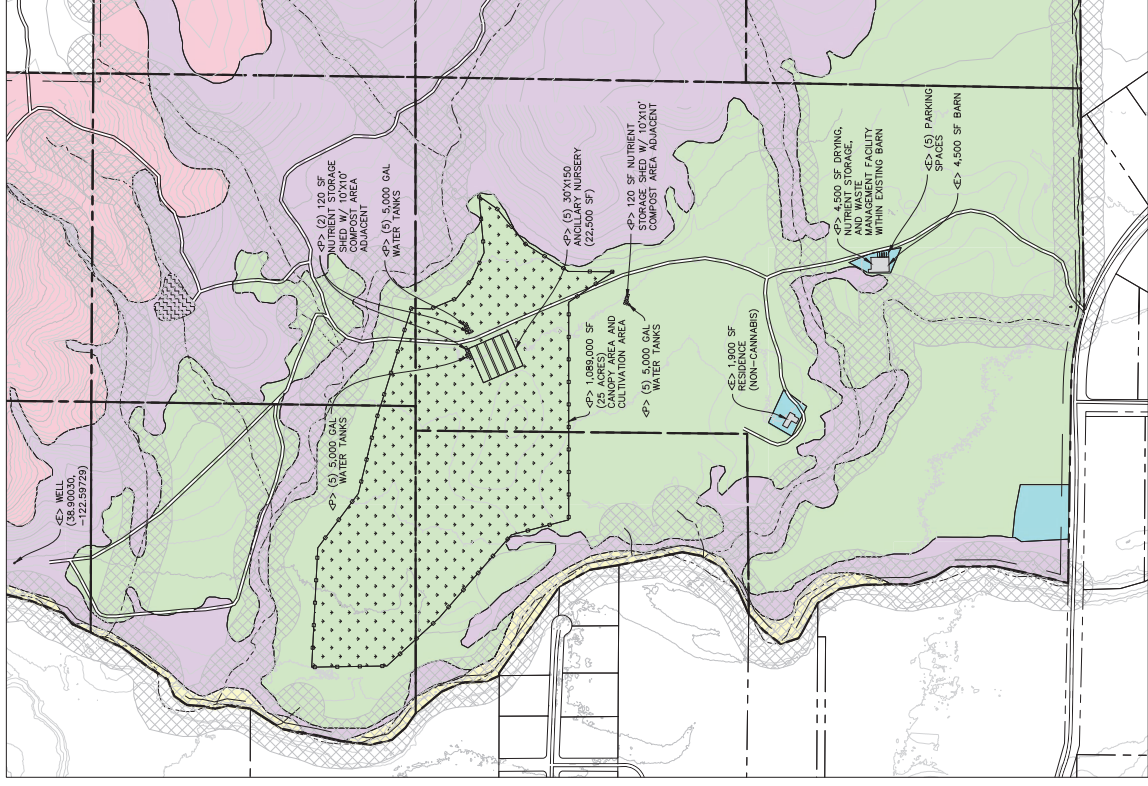 <E> WELL
(38.90030,
-122.59729)
<P> (2) 120 SF
NUTRIENT STORAGE
SHED W/ 10'X10'
COMPOST AREA
ADJACENT
<P> (5) 5,000 GAL
WATER TANKS
<P> (5) 5,000 GAL
WATER TANKS
<P> (5) 30'X150
ANCILLARY NURSERY
(22,500 SF')
<P> 120 SF NUTRIENT
STORAGE SHED W/ 10'X10'
COMPOST AREA ADJACENT
<P> 1,089,000 SF
(25 ACRES)
CANOPY AREA AND
CULTIVATION AREA
<P> (5) 5,000 GAL
WATER TANKS
<E> 1,900 SF
RESIDENCE
(NON-CANNABIS)
<P> 4,500 SF DRYING,
NUTRIENT STORAGE,
AND WASTE
MANAGEMENT FACILITY
WITHIN EXISTING BARN
<E> (5) PARKING
SPACES
<E> 4,500 SF BARN